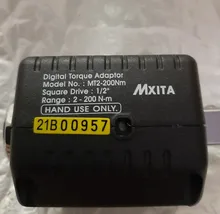 Digital Torque Adaptor
Model No. : MT2-200Nm
Square Drive : 1/2"
Range : 2 - 200 N-m
MXITA
HAND USE ONLY
21B00957